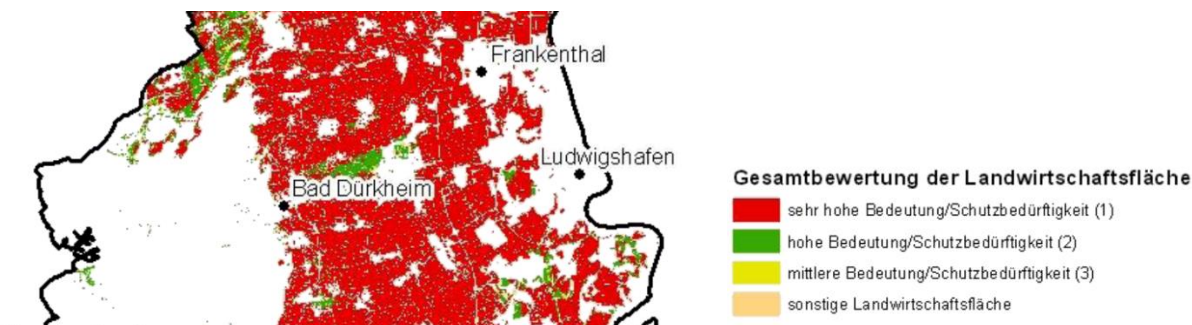 Frankenthal
Ludwigshafen
Bad Dürkheim
Gesamtbewertung der Landwirtschaftsfläche
sehr hohe Bedeutung/Schutzbedürftigkeit (1)
hohe Bedeutung/Schutzbedürftigkeit (2)
mittlere Bedeutung/Schutzbedürftigkeit (3)
sonstige Landwirtschaftsfläche